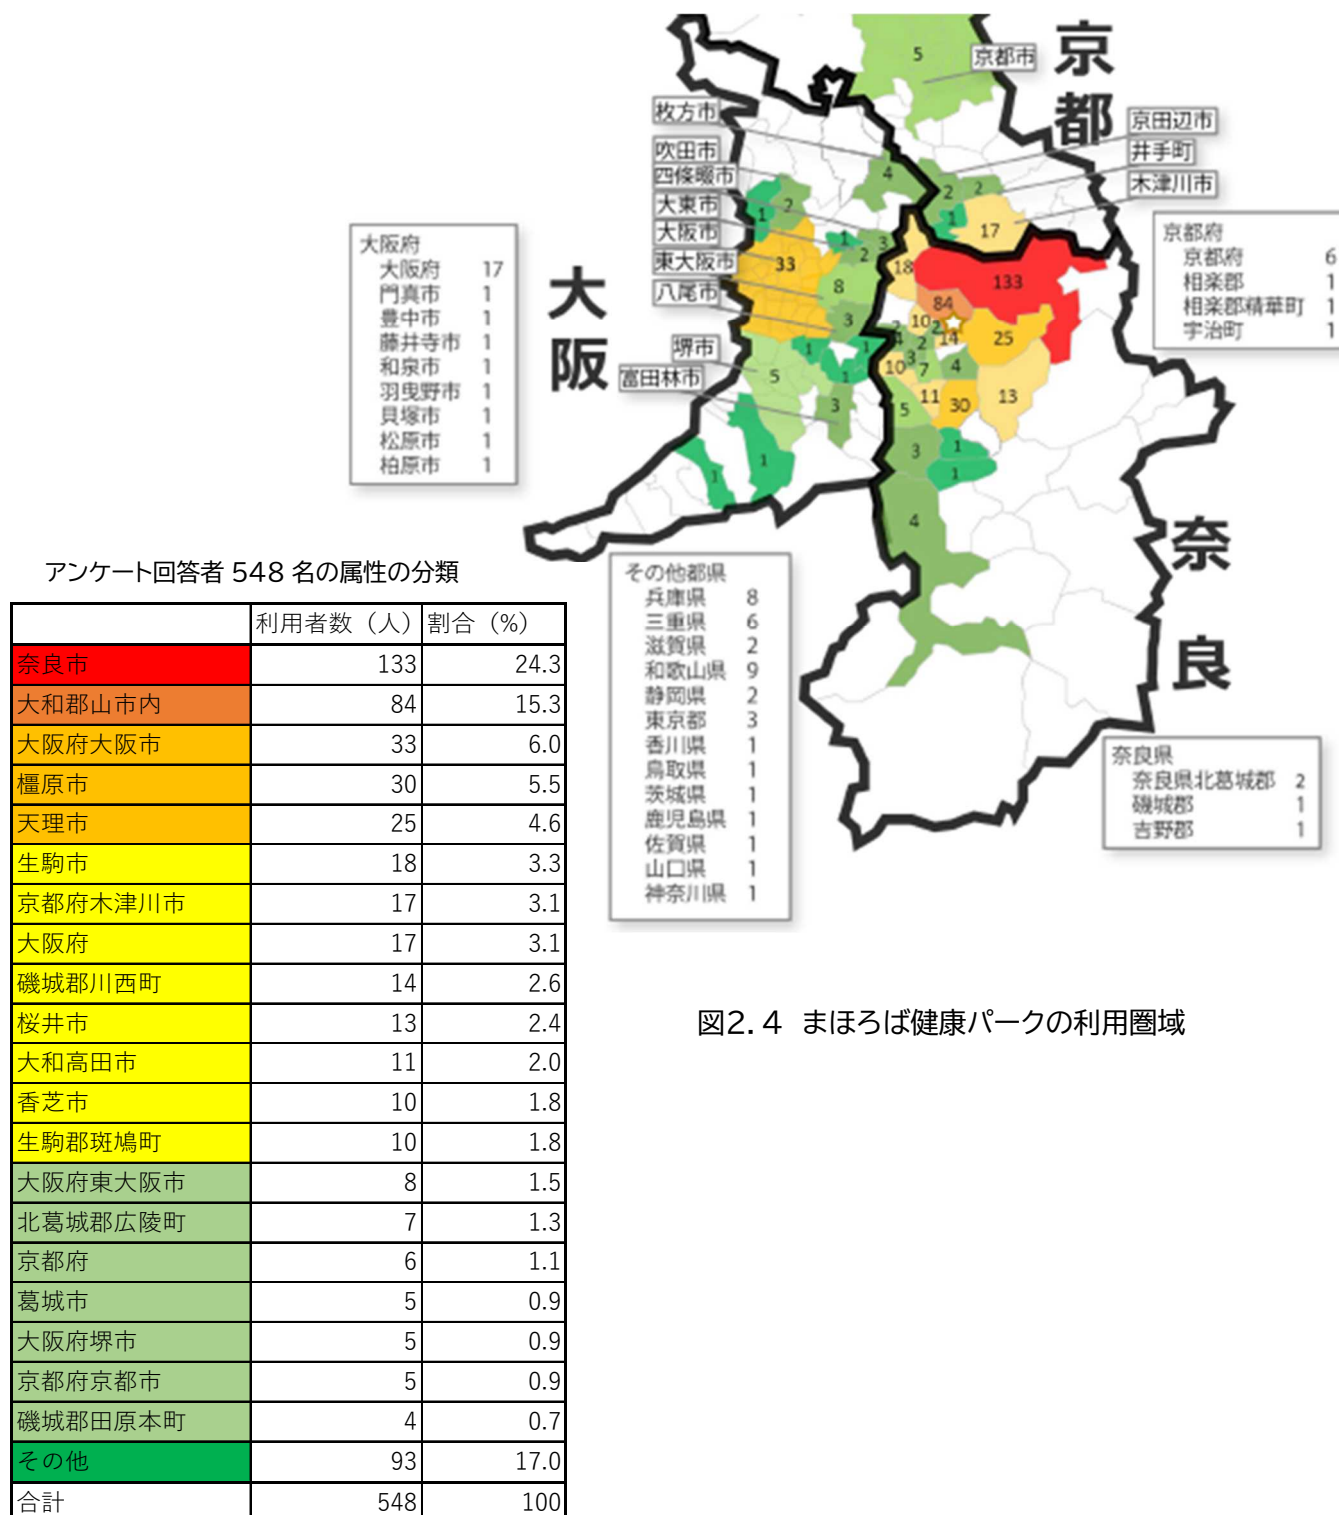 京都
5
京都市
枚方市
吹田市
四條畷市
大東市
大阪市
東大阪市
八尾市
堺市
富田林市
京田辺市
井手町
木津川市
4
2
2
1
17
2
1
1
3
2
33
8
3
18
133
84
10
2
14
25
2
4
2
3
7
4
10
11
30
13
5
1
1
1
5
3
3
1
1
1
1
4
大阪
奈良
大阪府
大阪府 17
門真市 1
豊中市 1
藤井寺市 1
和泉市 1
羽曳野市 1
貝塚市 1
松原市 1
柏原市 1
京都府
京都府 6
相楽郡 1
相楽郡精華町 1
宇治町 1
その他都県
兵庫県 8
三重県 6
滋賀県 2
和歌山県 9
静岡県 2
東京都 3
香川県 1
鳥取県 1
茨城県 1
鹿児島県 1
佐賀県 1
山口県 1
神奈川県 1
奈良県
奈良県北葛城郡 2
磯城郡 1
吉野郡 1
アンケート回答者 548 名の属性の分類
利用者数（人） 割合（%）
奈良市 133 24.3
大和郡山市内 84 15.3
大阪府大阪市 33 6.0
橿原市 30 5.5
天理市 25 4.6
生駒市 18 3.3
京都府木津川市 17 3.1
大阪府 17 3.1
磯城郡川西町 14 2.6
桜井市 13 2.4
大和高田市 11 2.0
香芝市 10 1.8
生駒郡斑鳩町 10 1.8
大阪府東大阪市 8 1.5
北葛城郡広陵町 7 1.3
京都府 6 1.1
葛城市 5 0.9
大阪府堺市 5 0.9
京都府京都市 5 0.9
磯城郡田原本町 4 0.7
その他 93 17.0
合計 548 100
図2.4 まほろば健康パークの利用圏域